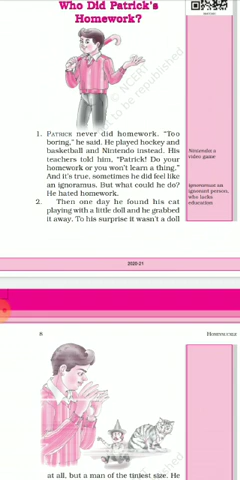 Who Did Patrick's
Homework?
1. PATRICK never did homework. "Too
boring," he said. He played hockey and
basketball and Nintendo instead. His
teachers told him, "Patrick! Do your
homework or you won't learn a thing."
And it's true, sometimes he did feel like
an ignoramus. But what could he do?
He hated homework.
Nintendo: a
video game
ignoramus: an
ignorant person,
who lacks
education
2. Then one day he found his cat
playing with a little doll and he grabbed
it away. To his surprise it wasn't a doll
2020-21
8
HONEYSUCKLE
at all, but a man of the tiniest size. He
© NCERT
to be republished